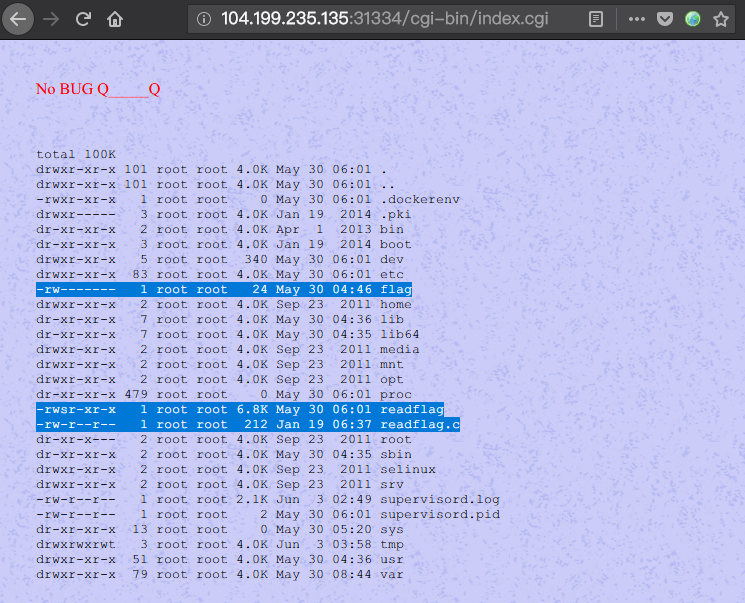 104.199.235.135:31334/cgi-bin/index.cgi
No BUG Q_____Q
total 100K
drwxr-xr-x 101 root root 4.0K May 30 06:01 .
drwxr-xr-x 101 root root 4.0K May 30 06:01 ..
-rwxr-xr-x   1 root root    0 May 30 06:01 .dockerenv
drwxr-----   3 root root 4.0K Jan 19  2014 .pki
dr-xr-xr-x   2 root root 4.0K Apr  1  2013 bin
dr-xr-xr-x   3 root root 4.0K Jan 19  2014 boot
drwxr-xr-x   5 root root  340 May 30 06:01 dev
drwxr-xr-x  83 root root 4.0K May 30 06:01 etc
-rw-------   1 root root   24 May 30 04:46 flag
drwxr-xr-x   2 root root 4.0K Sep 23  2011 home
dr-xr-xr-x   7 root root 4.0K May 30 04:36 lib
dr-xr-xr-x   7 root root 4.0K May 30 04:35 lib64
drwxr-xr-x   2 root root 4.0K Sep 23  2011 media
drwxr-xr-x   2 root root 4.0K Sep 23  2011 mnt
drwxr-xr-x   2 root root 4.0K Sep 23  2011 opt
dr-xr-xr-x 479 root root    0 May 30 06:01 proc
-rwsr-xr-x   1 root root 6.8K May 30 06:01 readflag
-rw-r--r--   1 root root  212 Jan 19 06:37 readflag.c
dr-xr-x---   2 root root 4.0K Sep 23  2011 root
dr-xr-xr-x   2 root root 4.0K May 30 04:35 sbin
drwxr-xr-x   2 root root 4.0K Sep 23  2011 selinux
drwxr-xr-x   2 root root 4.0K Sep 23  2011 srv
-rw-r--r--   1 root root 2.1K Jun  3 02:49 supervisord.log
-rw-r--r--   1 root root    2 May 30 06:01 supervisord.pid
dr-xr-xr-x  13 root root    0 May 30 05:20 sys
drwxrwxrwt   3 root root 4.0K Jun  3 03:58 tmp
drwxr-xr-x  51 root root 4.0K May 30 04:36 usr
drwxr-xr-x  79 root root 4.0K May 30 08:44 var